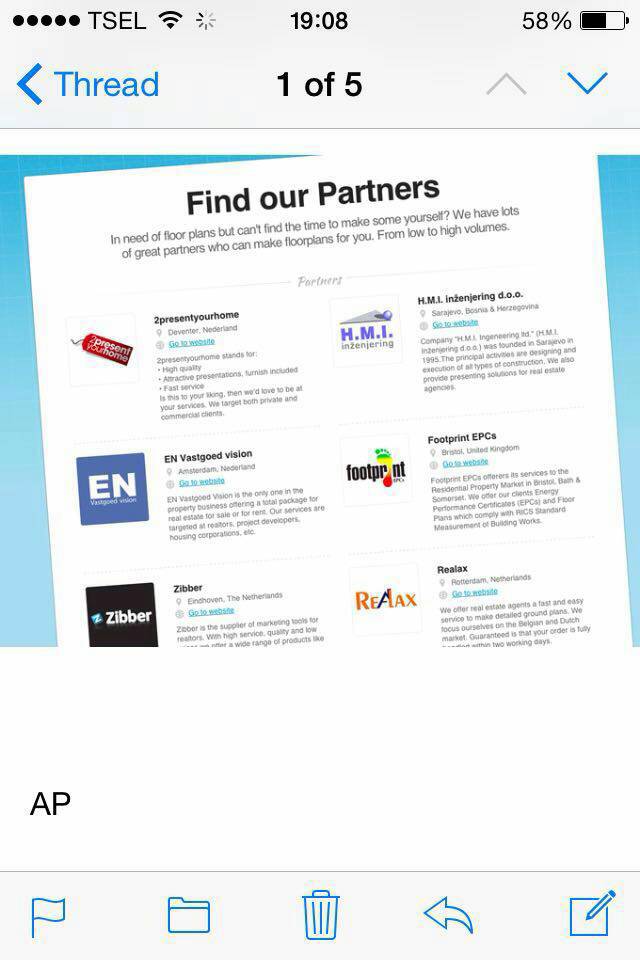 TSEL
19:08
58%
Thread
1 of 5
Find our Partners
In need of floor plans but can't find the time to make some yourself? We have lots
of great partners who can make floorplans for you. From low to high volumes.
Partners
2present
yourhome
2presentyourhome
Deventer, Nederland
Go to website
2presentyourhome stands for:
• High quality
• Attractive presentations, furnish included
• Fast service
Is this to your liking, then we'd love to be at
your services. We target both private and
commercial clients.
H.M.I.
inženjering
H.M.I. inženjering d.o.o.
Sarajevo, Bosnia & Herzegovina
Go to website
Company "H.M.I. Ingeneering ltd." (H.M.I.
Inženjering d.o.o.) was founded in Sarajevo in
1995.The principal activities are designing and
execution of all types of construction. We also
provide presenting solutions for real estate
agencies.
EN
Vastgoed vision
EN Vastgoed vision
Amsterdam, Nederland
Go to website
EN Vastgoed Vision is the only one in the
property business offering a total package for
real estate for sale or for rent. Our services are
targeted at realtors, project developers,
housing corporations, etc.
footprint
EPCs
Footprint EPCs
Bristol, United Kingdom
Go to website
Footprint EPCs offerers its services to the
Residential Property Market in Bristol, Bath &
Somerset. We offer our clients Energy
Performance Certificates (EPCs) and Floor
Plans which comply with RICS Standard
Measurement of Building Works.
Zibber
Zibber
Eindhoven, The Netherlands
Go to website
Zibber is the supplier of marketing tools for
realtors. With high service, quality and low
we offer a wide range of products like
REALAX
Realax
Rotterdam, Netherlands
Go to website
We offer real estate agents a fast and easy
service to make detailed ground plans. We
focus ourselves on the Belgian and Dutch
market. Guaranteed is that your order is fully
within two working days.
AP